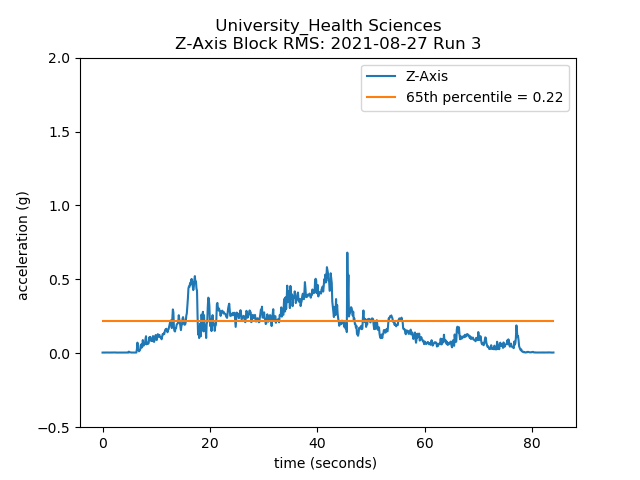 University_Health Sciences
Z-Axis Block RMS: 2021-08-27 Run 3
Z-Axis
65th percentile = 0.22
2.0
1.5
1.0
0.5
0.0
−0.5
acceleration (g)
0 20 40 60 80
time (seconds)